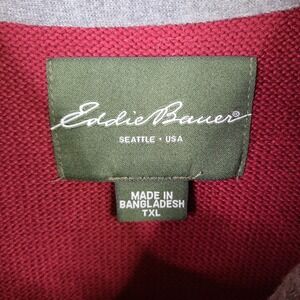 Eddie Bauer®
SEATTLE • USA
MADE IN
BANGLADESH
TXL